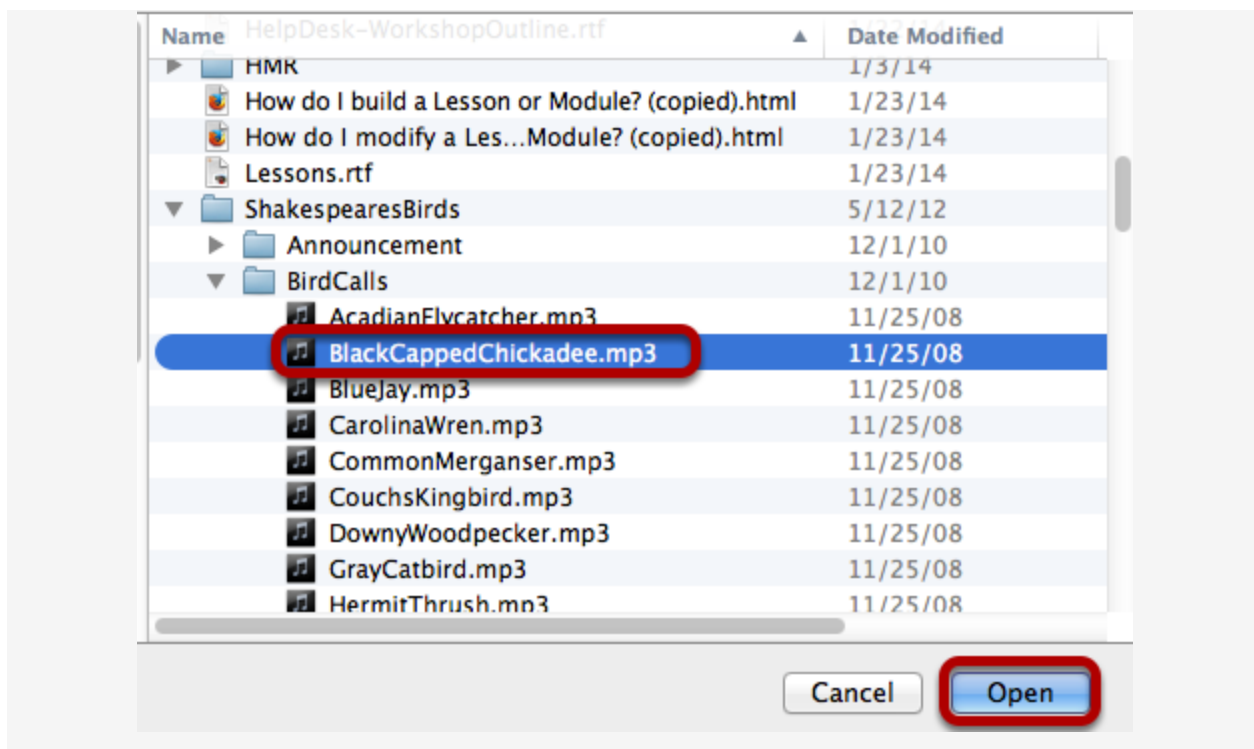 Name HelpDesk-WorkshopOutline.rtf Date Modified
HMR 1/3/14
How do I build a Lesson or Module? (copied).html 1/23/14
How do I modify a Les...Module? (copied).html 1/23/14
Lessons.rtf 1/23/14
ShakespearesBirds 5/12/12
Announcement 12/1/10
BirdCalls 12/1/10
AcadianFlycatcher.mp3 11/25/08
BlackCappedChickadee.mp3 11/25/08
BlueJay.mp3 11/25/08
CarolinaWren.mp3 11/25/08
CommonMerganser.mp3 11/25/08
CouchsKingbird.mp3 11/25/08
DownyWoodpecker.mp3 11/25/08
GrayCatbird.mp3 11/25/08
HermitThrush.mp3 11/25/08
Cancel Open